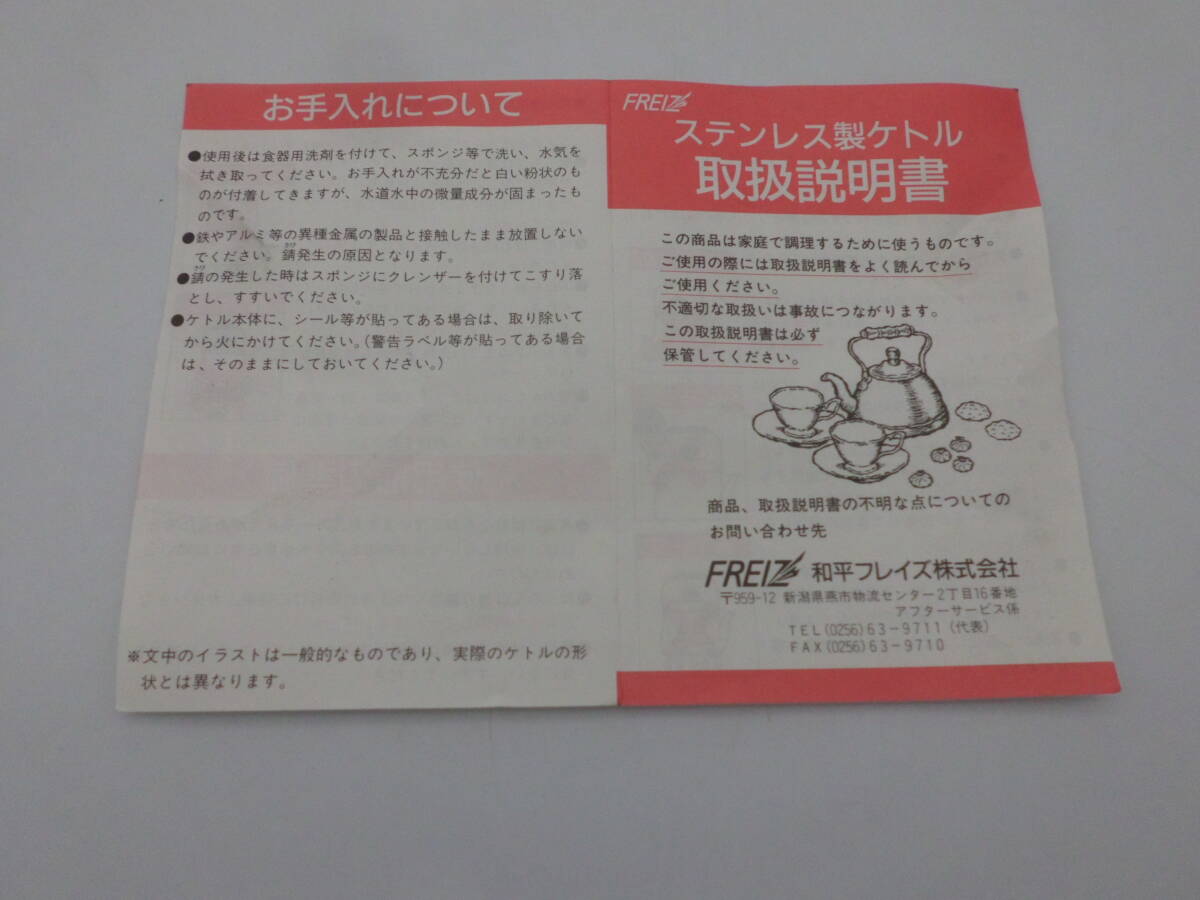 お手入れについて
●使用後は食器用洗剤を付けて、スポンジ等で洗い、水気を
拭き取ってください。お手入れが不充分だと白い粉状のも
のが付着してきますが、水道水中の微量成分が固まったも
のです。
●鉄やアルミ等の異種金属の製品と接触したまま放置しない
でください。錆発生の原因となります。
●錆の発生した時はスポンジにクレンザーを付けてこすり落
とし、すすいでください。
●ケトル本体に、シール等が貼ってある場合は、取り除いて
から火にかけてください。(警告ラベル等が貼ってある場合
は、そのままにしておいてください。)
※文中のイラストは一般的なものであり、実際のケトルの形
状とは異なります。
FREIZ
ステンレス製ケトル
取扱説明書
この商品は家庭で調理するために使うものです。
ご使用の際には取扱説明書をよく読んでから
ご使用ください。
不適切な取扱いは事故につながります。
この取扱説明書は必ず
保管してください。
商品、取扱説明書の不明な点についての
お問い合わせ先
FREIZ 和平フレイズ株式会社
〒959-12 新潟県燕市物流センター2丁目16番地
アフターサービス係
TEL(0256)63-9711(代表)
FAX(0256)63-9710